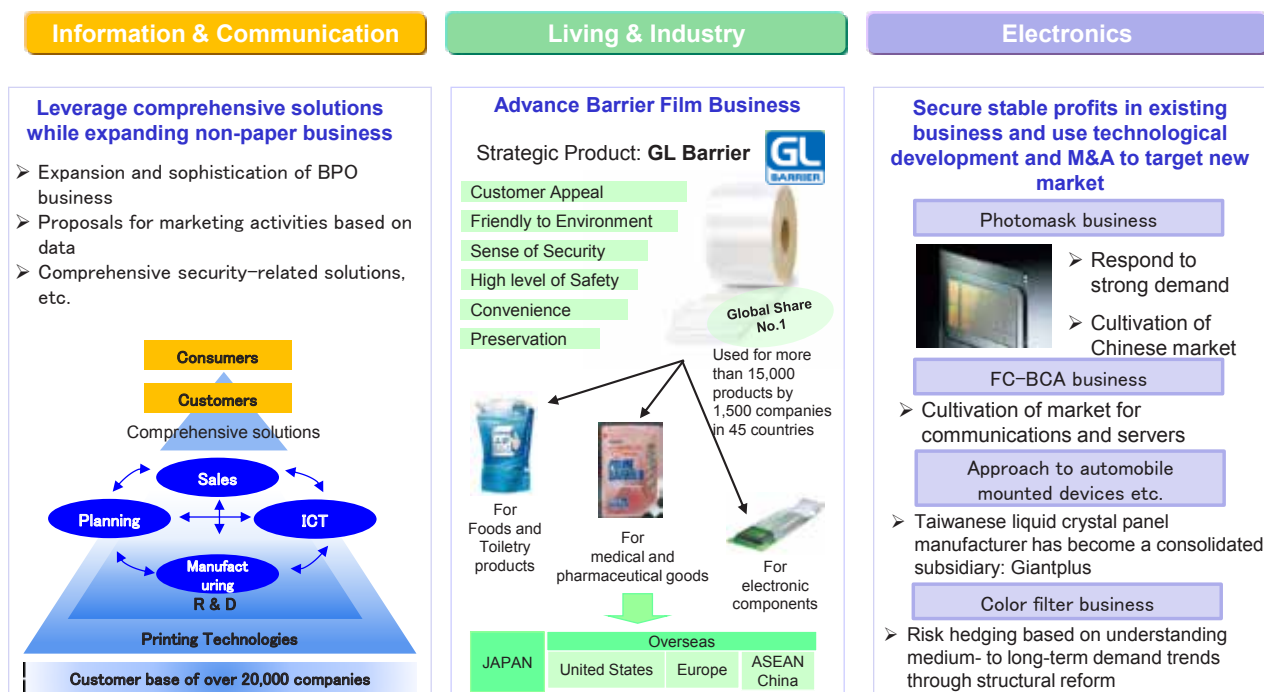 Information & Communication
Leverage comprehensive solutions
while expanding non-paper business
➢ Expansion and sophistication of BPO
business
➢ Proposals for marketing activities based on
data
➢ Comprehensive security-related solutions,
etc.
Consumers
Customers
Comprehensive solutions
Sales
Planning
ICT
Manufact
uring
R & D
Printing Technologies
Customer base of over 20,000 companies
Living & Industry
Advance Barrier Film Business
Strategic Product: GL Barrier
GL
BARRIER
Customer Appeal
Friendly to Environment
Sense of Security
High level of Safety
Convenience
Preservation
Global Share
No.1
Used for more
than 15,000
products by
1,500 companies
in 45 countries
For
Foods and
Toiletry
products
For
medical and
pharmaceutical goods
For
electronic
components
JAPAN
Overseas
United States
Europe
ASEAN
China
Electronics
Secure stable profits in existing
business and use technological
development and M&A to target new
market
Photomask business
➢ Respond to
strong demand
➢ Cultivation of
Chinese market
FC-BCA business
➢ Cultivation of market for
communications and servers
Approach to automobile
mounted devices etc.
➢ Taiwanese liquid crystal panel
manufacturer has become a consolidated
subsidiary: Giantplus
Color filter business
➢ Risk hedging based on understanding
medium- to long-term demand trends
through structural reform